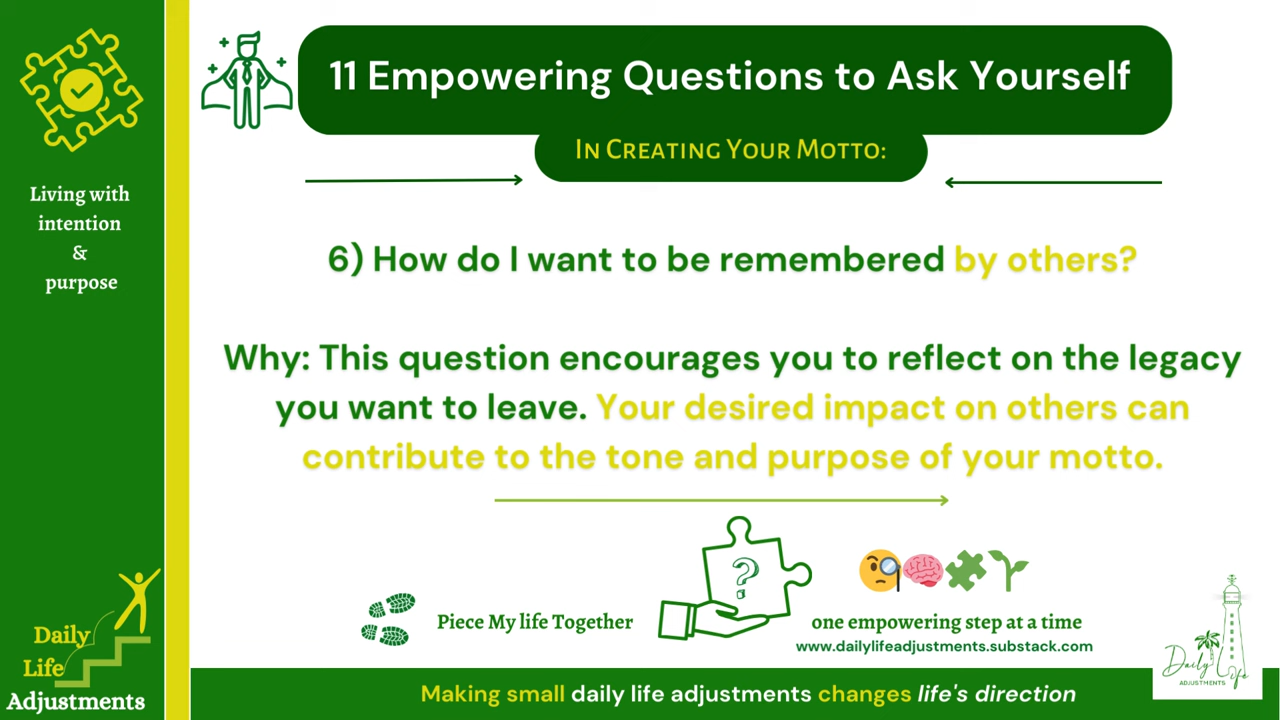 11 Empowering Questions to Ask Yourself
In Creating Your Motto:
Living with
intention
&
purpose
6) How do I want to be remembered by others?
Why: This question encourages you to reflect on the legacy
you want to leave. Your desired impact on others can
contribute to the tone and purpose of your motto.
?
Piece My life Together
one empowering step at a time
www.dailylifeadjustments.substack.com
Daily
Life
Adjustments
Daily Life
ADJUSTMENTS
Making small daily life adjustments changes life's direction